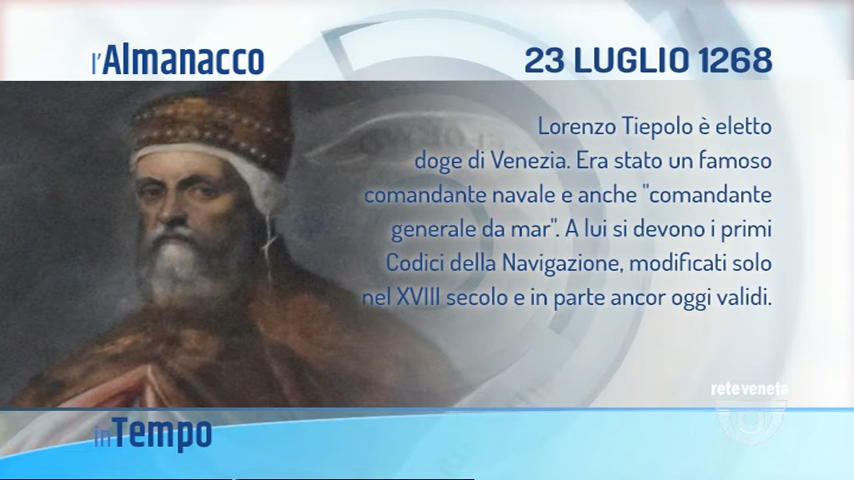 l'Almanacco
23 LUGLIO 1268
Lorenzo Tiepolo è eletto
doge di Venezia. Era stato un famoso
comandante navale e anche "comandante
generale da mar". A lui si devono i primi
Codici della Navigazione, modificati solo
nel XVIII secolo e in parte ancor oggi validi.
reteveneta
inTempo